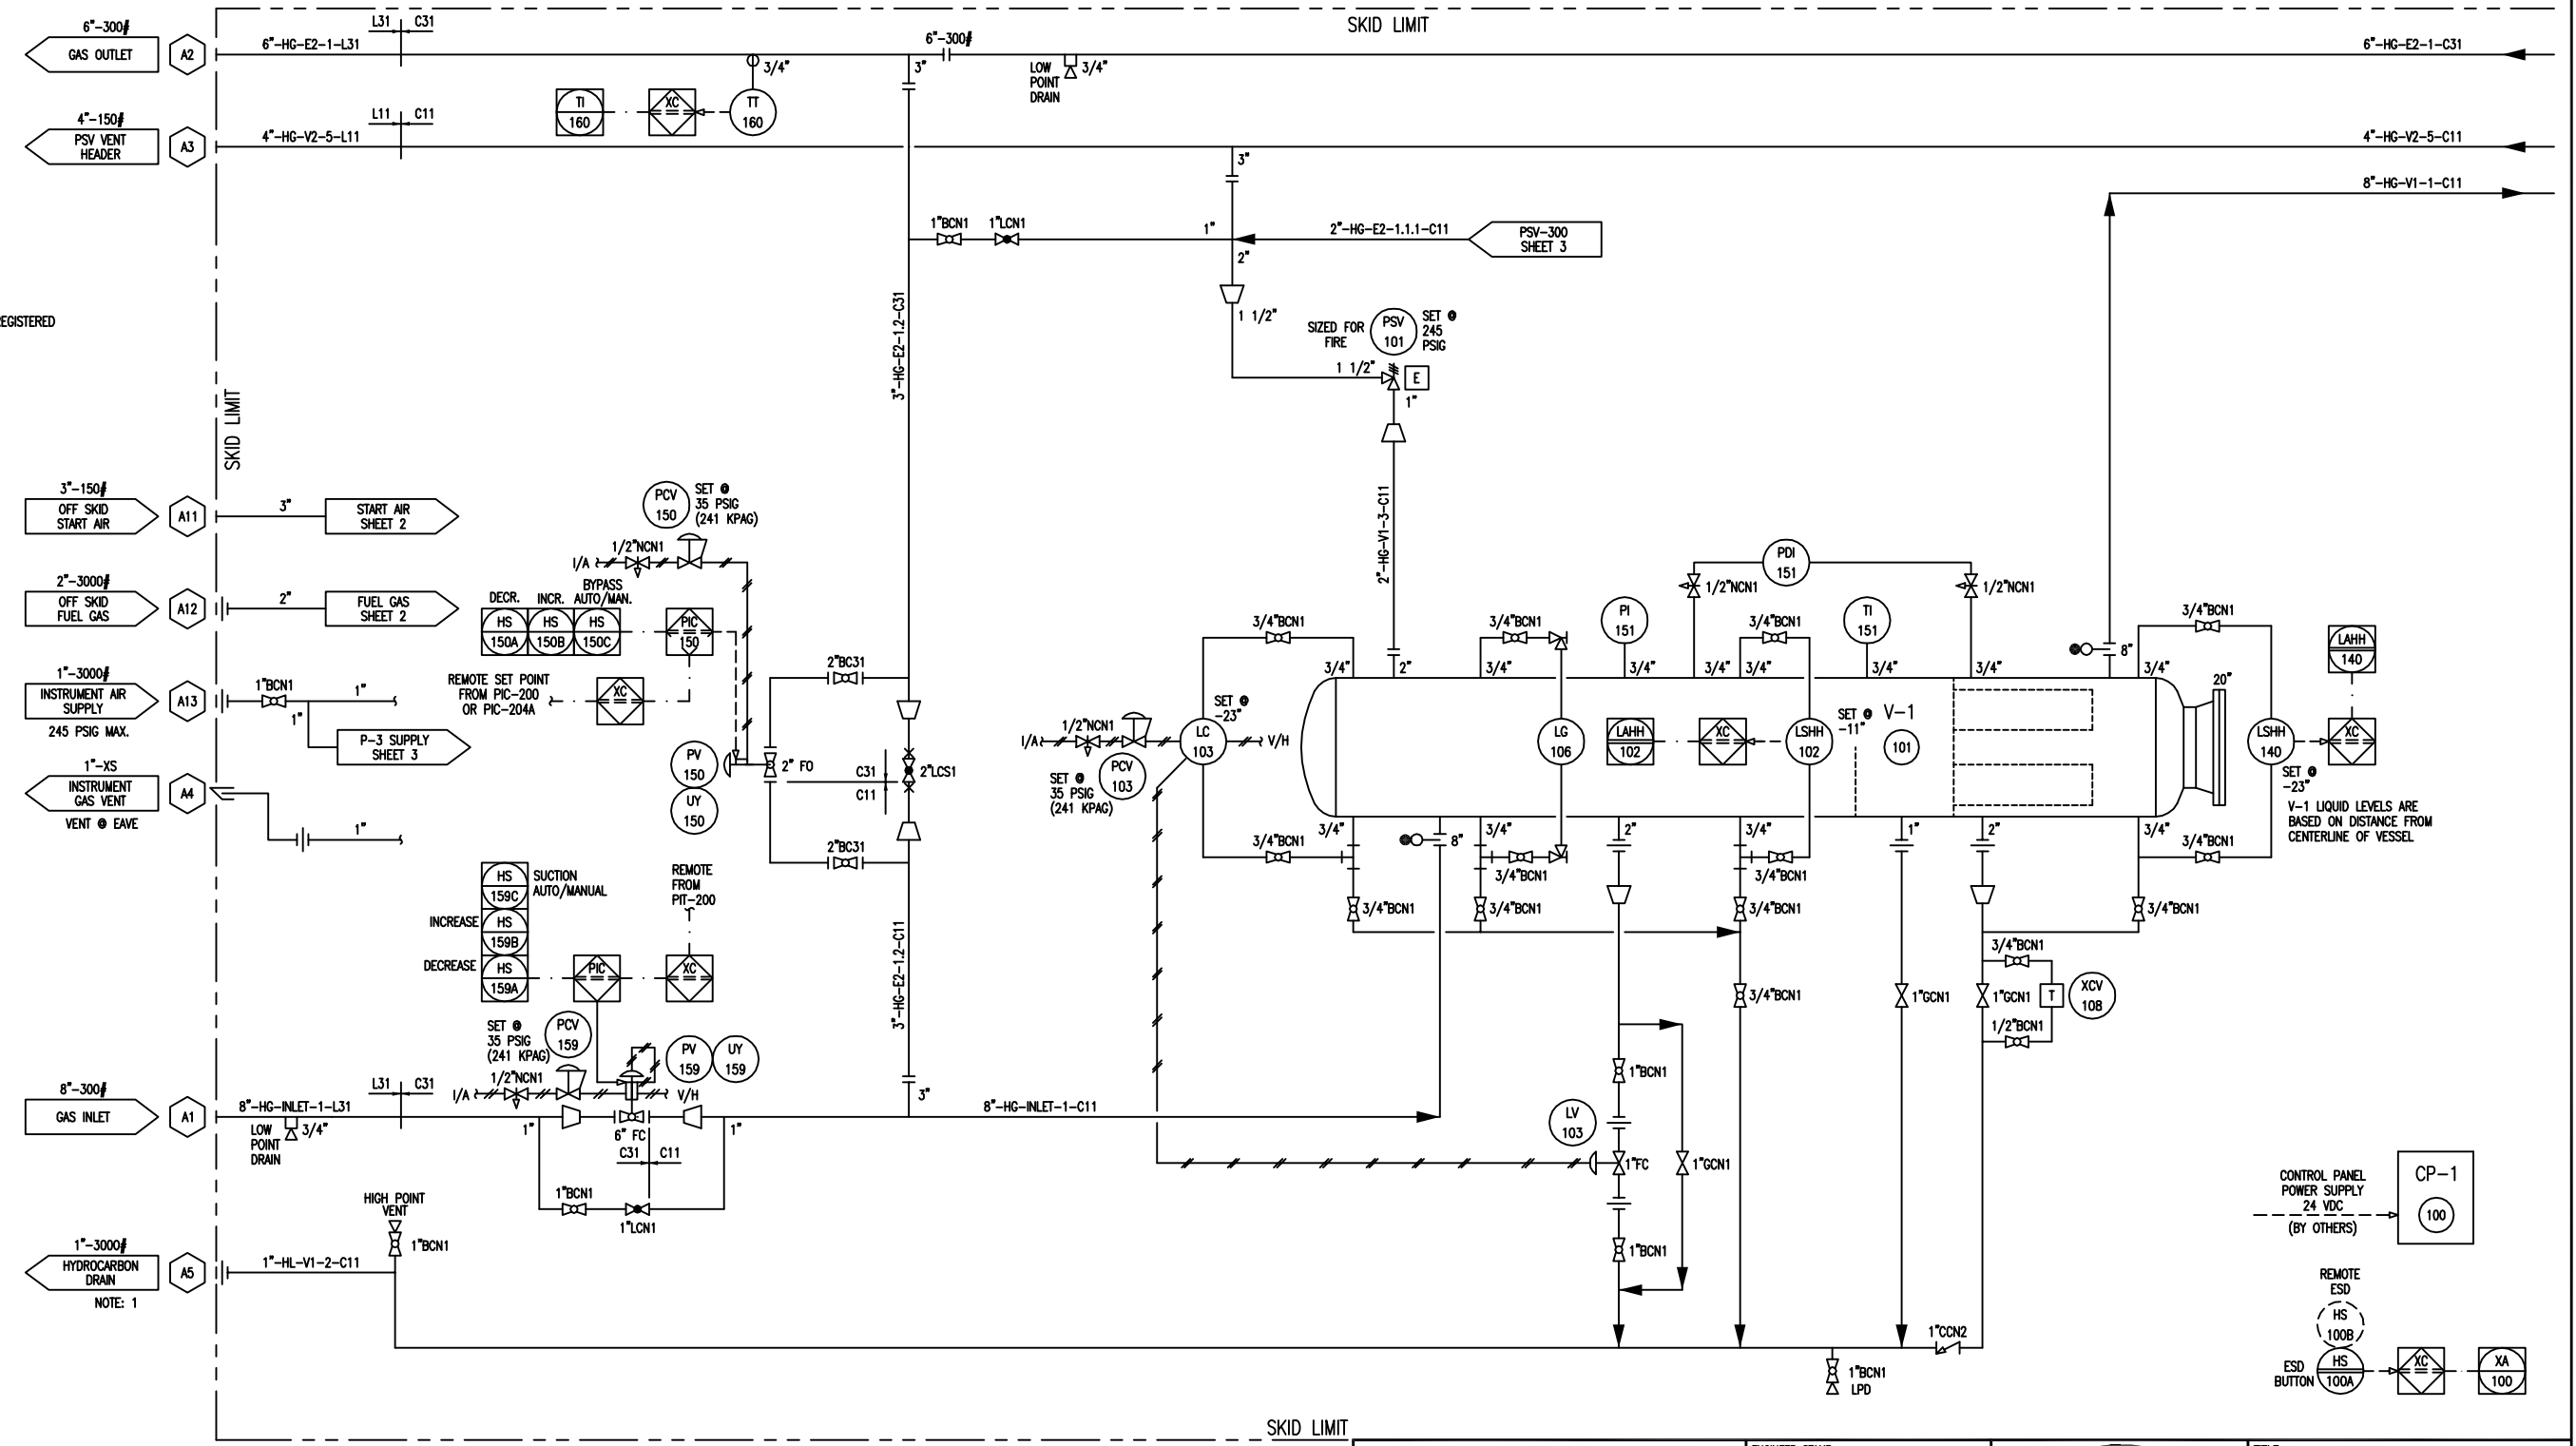 SKID LIMIT
6"-300#
GAS OUTLET
A2
6"-HG-E2-1-L31
L31
C31
3/4"
3"
6"-300#
LOW
POINT
DRAIN
3/4"
6"-HG-E2-1-C31
TI
160
XC
TT
160
4"-150#
PSV VENT
HEADER
A3
4"-HG-V2-5-L11
L11
C11
3"
4"-HG-V2-5-C11
8"-HG-V1-1-C11
1"BCN1
1"LCN1
1"
2"-HG-E2-1.1.1-C11
PSV-300
SHEET 3
2"
3"-HG-E2-1.2-C31
1 1/2"
EGISTERED
SIZED FOR
FIRE
PSV
101
SET @
245
PSIG
1 1/2"
E
1"
SKID LIMIT
2"-HG-V1-3-C11
3"-150#
OFF SKID
START AIR
A11
3"
START AIR
SHEET 2
PCV
150
SET @
35 PSIG
(241 KPAG)
1/2"NCN1
I/A
2"-3000#
OFF SKID
FUEL GAS
A12
2"
FUEL GAS
SHEET 2
DECR.
INCR.
BYPASS
AUTO/MAN.
HS
150A
HS
150B
HS
150C
PIC
150
REMOTE SET POINT
FROM PIC-200
OR PIC-204A
XC
2"BC31
PV
150
UY
150
2" FO
C31
C11
2"LCS1
2"BC31
1"-3000#
INSTRUMENT AIR
SUPPLY
245 PSIG MAX.
A13
1"BCN1
1"
1"
P-3 SUPPLY
SHEET 3
1"-XS
INSTRUMENT
GAS VENT
VENT @ EAVE
A4
1"
PDI
151
1/2"NCN1
1/2"NCN1
3/4"BCN1
3/4"BCN1
PI
151
3/4"BCN1
TI
151
3/4"BCN1
3/4"
2"
3/4"
3/4"
3/4"
3/4"
3/4"
3/4"
8"
3/4"
20"
LAHH
140
I/A
1/2"NCN1
LC
103
SET @
-23"
V/H
PCV
103
SET @
35 PSIG
(241 KPAG)
LG
106
LAHH
102
XC
LSHH
102
SET @
-11"
V-1
101
LSHH
140
XC
SET @
-23"
V-1 LIQUID LEVELS ARE
BASED ON DISTANCE FROM
CENTERLINE OF VESSEL
3/4"
8"
3/4"
2"
3/4"
1"
2"
3/4"
3/4"BCN1
3/4"BCN1
3/4"BCN1
3/4"BCN1
3/4"BCN1
3/4"BCN1
3/4"BCN1
3/4"BCN1
HS
159C
SUCTION
AUTO/MANUAL
INCREASE
HS
159B
DECREASE
HS
159A
PIC
XC
REMOTE
FROM
PIT-200
3"-HG-E2-1.2-C11
3/4"BCN1
1"GCN1
3/4"BCN1
1"GCN1
T
XCV
108
1/2"BCN1
SET @
35 PSIG
(241 KPAG)
PCV
159
PV
159
UY
159
I/A
1/2"NCN1
V/H
8"-300#
GAS INLET
A1
8"-HG-INLET-1-L31
L31
C31
LOW
POINT
DRAIN
3/4"
1"
6" FC
1"
C31
C11
3"
8"-HG-INLET-1-C11
1"BCN1
1"LCN1
1"BCN1
LV
103
1"FC
1"GCN1
1"BCN1
HIGH POINT
VENT
1"BCN1
1"-3000#
HYDROCARBON
DRAIN
NOTE: 1
A5
1"-HL-V1-2-C11
1"CCN2
1"BCN1
LPD
CONTROL PANEL
POWER SUPPLY
24 VDC
(BY OTHERS)
CP-1
100
REMOTE
ESD
HS
100B
ESD
BUTTON
HS
100A
XC
XA
100
SKID LIMIT